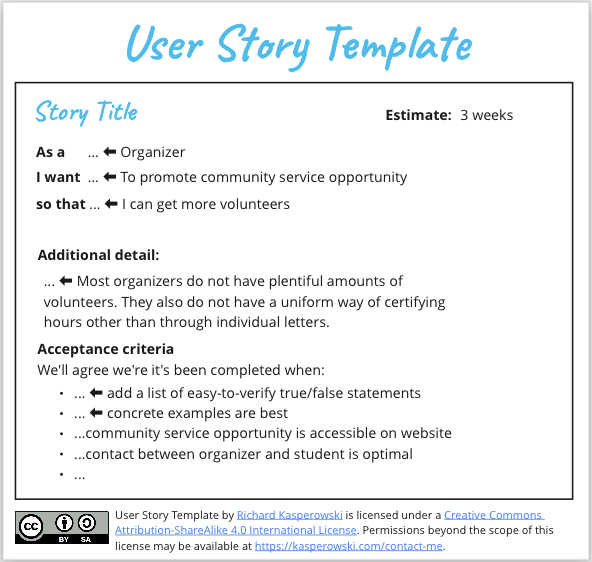 User Story Template
Story Title
Estimate: 3 weeks
As a ... ⬅ Organizer
I want ... ⬅ To promote community service opportunity
so that ... ⬅ I can get more volunteers
Additional detail:
... ⬅ Most organizers do not have plentiful amounts of
volunteers. They also do not have a uniform way of certifying
hours other than through individual letters.
Acceptance criteria
We'll agree we're it's been completed when:
• ... ⬅ add a list of easy-to-verify true/false statements
• ... ⬅ concrete examples are best
• ...community service opportunity is accessible on website
• ...contact between organizer and student is optimal
• ...
cc BY SA
User Story Template by Richard Kasperowski is licensed under a Creative Commons
Attribution-ShareAlike 4.0 International License. Permissions beyond the scope of this
license may be available at https://kasperowski.com/contact-me.